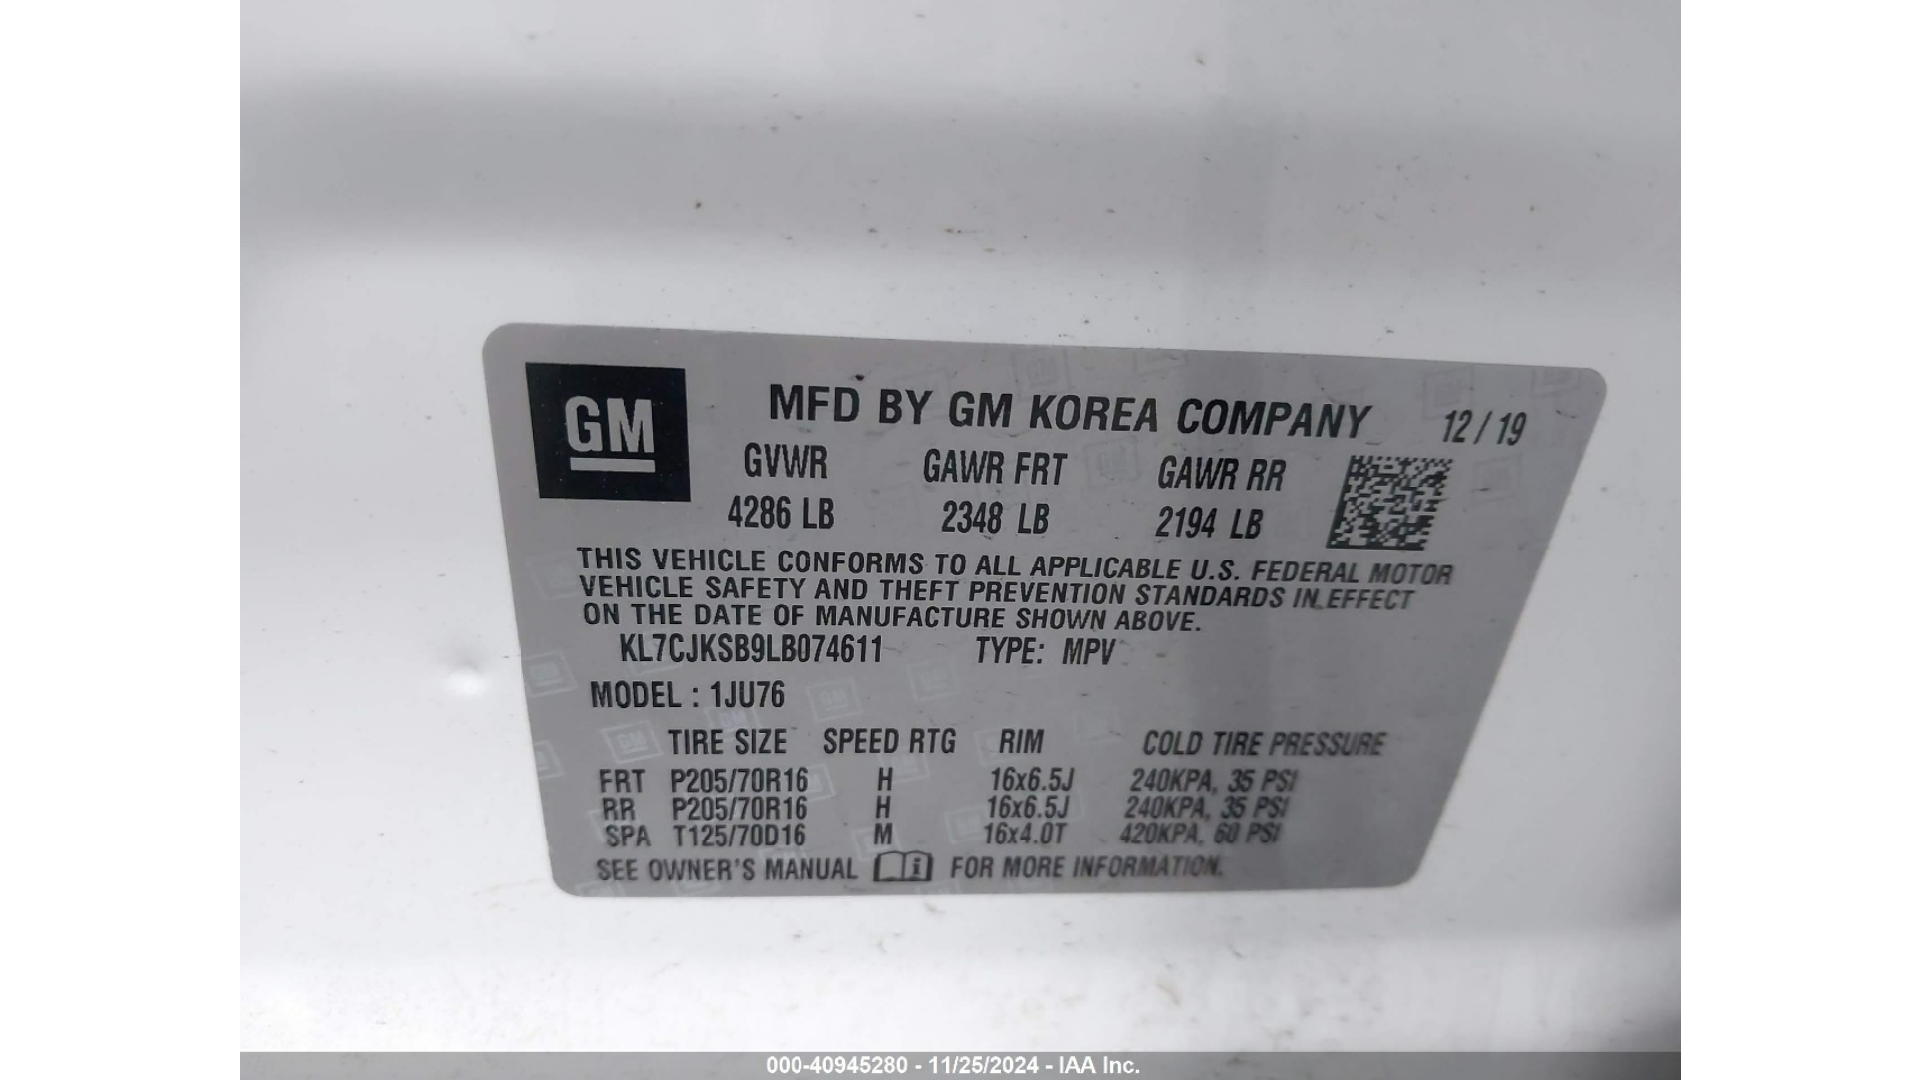 GM
MFD BY GM KOREA COMPANY 12/19
GVWR GAWR FRT GAWR RR
4286 LB 2348 LB 2194 LB
THIS VEHICLE CONFORMS TO ALL APPLICABLE U.S. FEDERAL MOTOR
VEHICLE SAFETY AND THEFT PREVENTION STANDARDS IN EFFECT
ON THE DATE OF MANUFACTURE SHOWN ABOVE.
KL7CJKSB9LB074611 TYPE: MPV
MODEL : 1JU76
TIRE SIZE SPEED RTG RIM COLD TIRE PRESSURE
FRT P205/70R16 H 16x6.5J 240KPA, 35 PSI
RR P205/70R16 H 16x6.5J 240KPA, 35 PSI
SPA T125/70D16 M 16x4.0T 420KPA, 60 PSI
SEE OWNER'S MANUAL i FOR MORE INFORMATION.
000-40945280 - 11/25/2024 - IAA Inc.